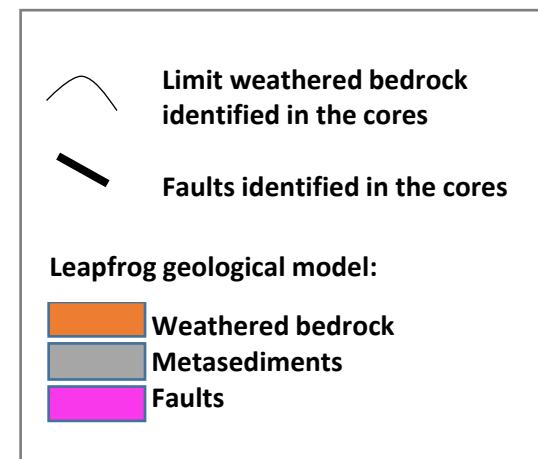 Limit weathered bedrock
identified in the cores
Faults identified in the cores
Leapfrog geological model:
Weathered bedrock
Metasediments
Faults